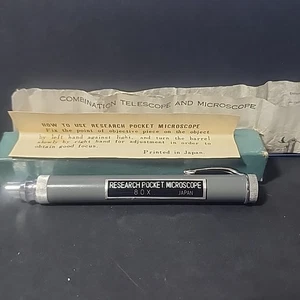 COMBINATION TELESCOPE AND MICROSCOPE
HOW TO USE RESEARCH POCKET MICROSCOPE
Fix the point of objective piece on the object
by left hand against light, and turn the barrel
slowly by right hand for adjustment in order to
obtain good focus.
Printed in Japan.
RESEARCH POCKET MICROSCOPE
80X JAPAN